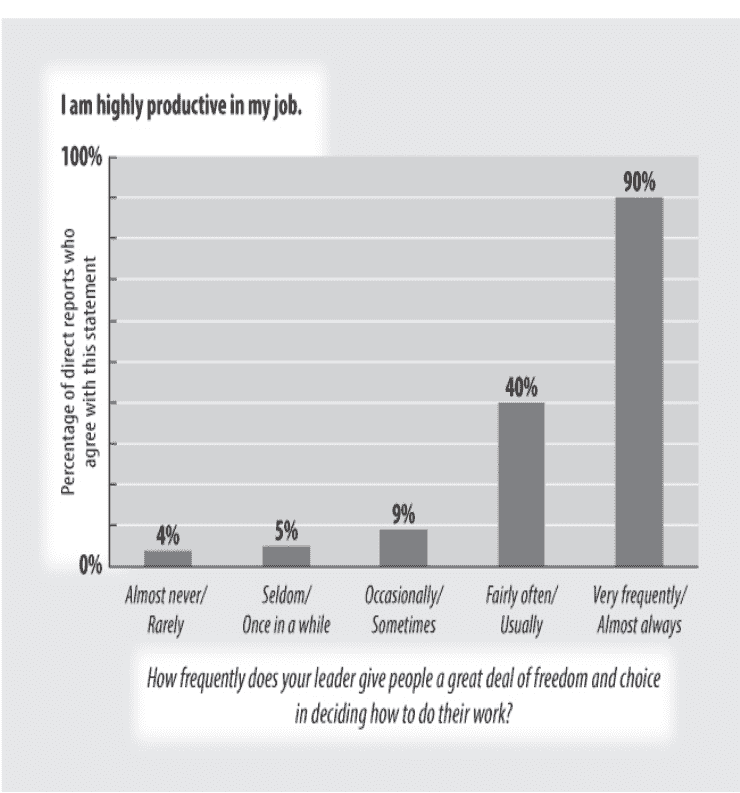 I am highly productive in my job.
100%
Percentage of direct reports who
agree with this statement
0%
4%
5%
9%
40%
90%
Almost never/
Rarely
Seldom/
Once in a while
Occasionally/
Sometimes
Fairly often/
Usually
Very frequently/
Almost always
How frequently does your leader give people a great deal of freedom and choice
in deciding how to do their work?